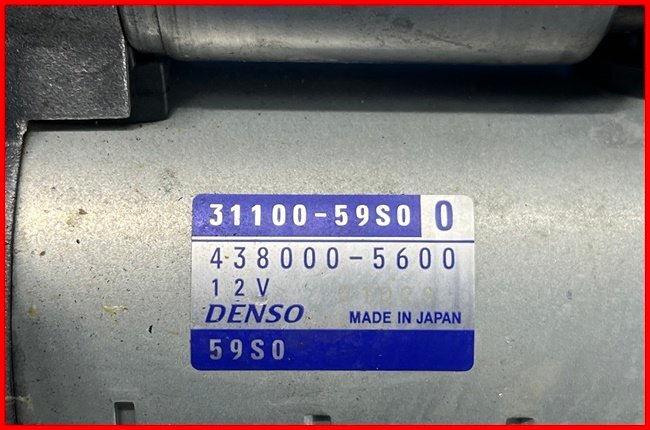 31100-59S0 0
438000-5600
12V
DENSO MADE IN JAPAN
59S0